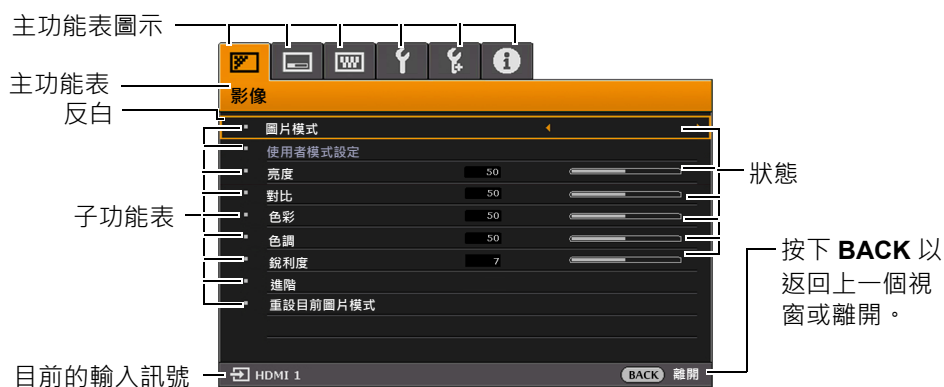 主功能表圖示
主功能表
反白
影像
圖片模式
使用者模式設定
亮度 50
對比 50
色彩 50
色調 50
銳利度 7
進階
重設目前圖片模式
子功能表
狀態
按下 BACK 以
返回上一個視
窗或離開。
目前的輸入訊號
HDMI 1
BACK 離開